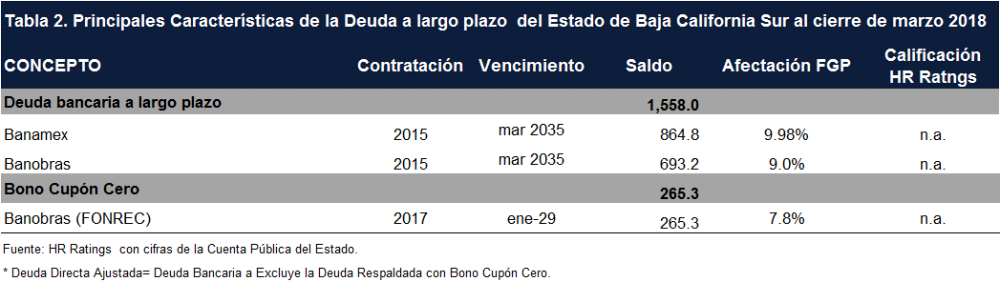 Tabla 2. Principales Características de la Deuda a largo plazo del Estado de Baja California Sur al cierre de marzo 2018
CONCEPTO Contratación Vencimiento Saldo Afectación FGP Calificación HR Ratngs
Deuda bancaria a largo plazo 1,558.0
Banamex 2015 mar 2035 864.8 9.98% n.a.
Banobras 2015 mar 2035 693.2 9.0% n.a.
Bono Cupón Cero 265.3
Banobras (FONREC) 2017 ene-29 265.3 7.8% n.a.
Fuente: HR Ratings con cifras de la Cuenta Pública del Estado.
* Deuda Directa Ajustada= Deuda Bancaria a Excluye la Deuda Respaldada con Bono Cupón Cero.